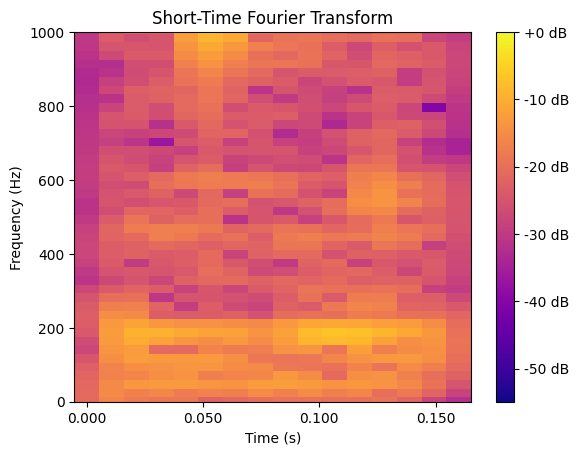 Short-Time Fourier Transform
Frequency (Hz)
1000
800
600
400
200
0
0.000 0.050 0.100 0.150
Time (s)
+0 dB
-10 dB
-20 dB
-30 dB
-40 dB
-50 dB